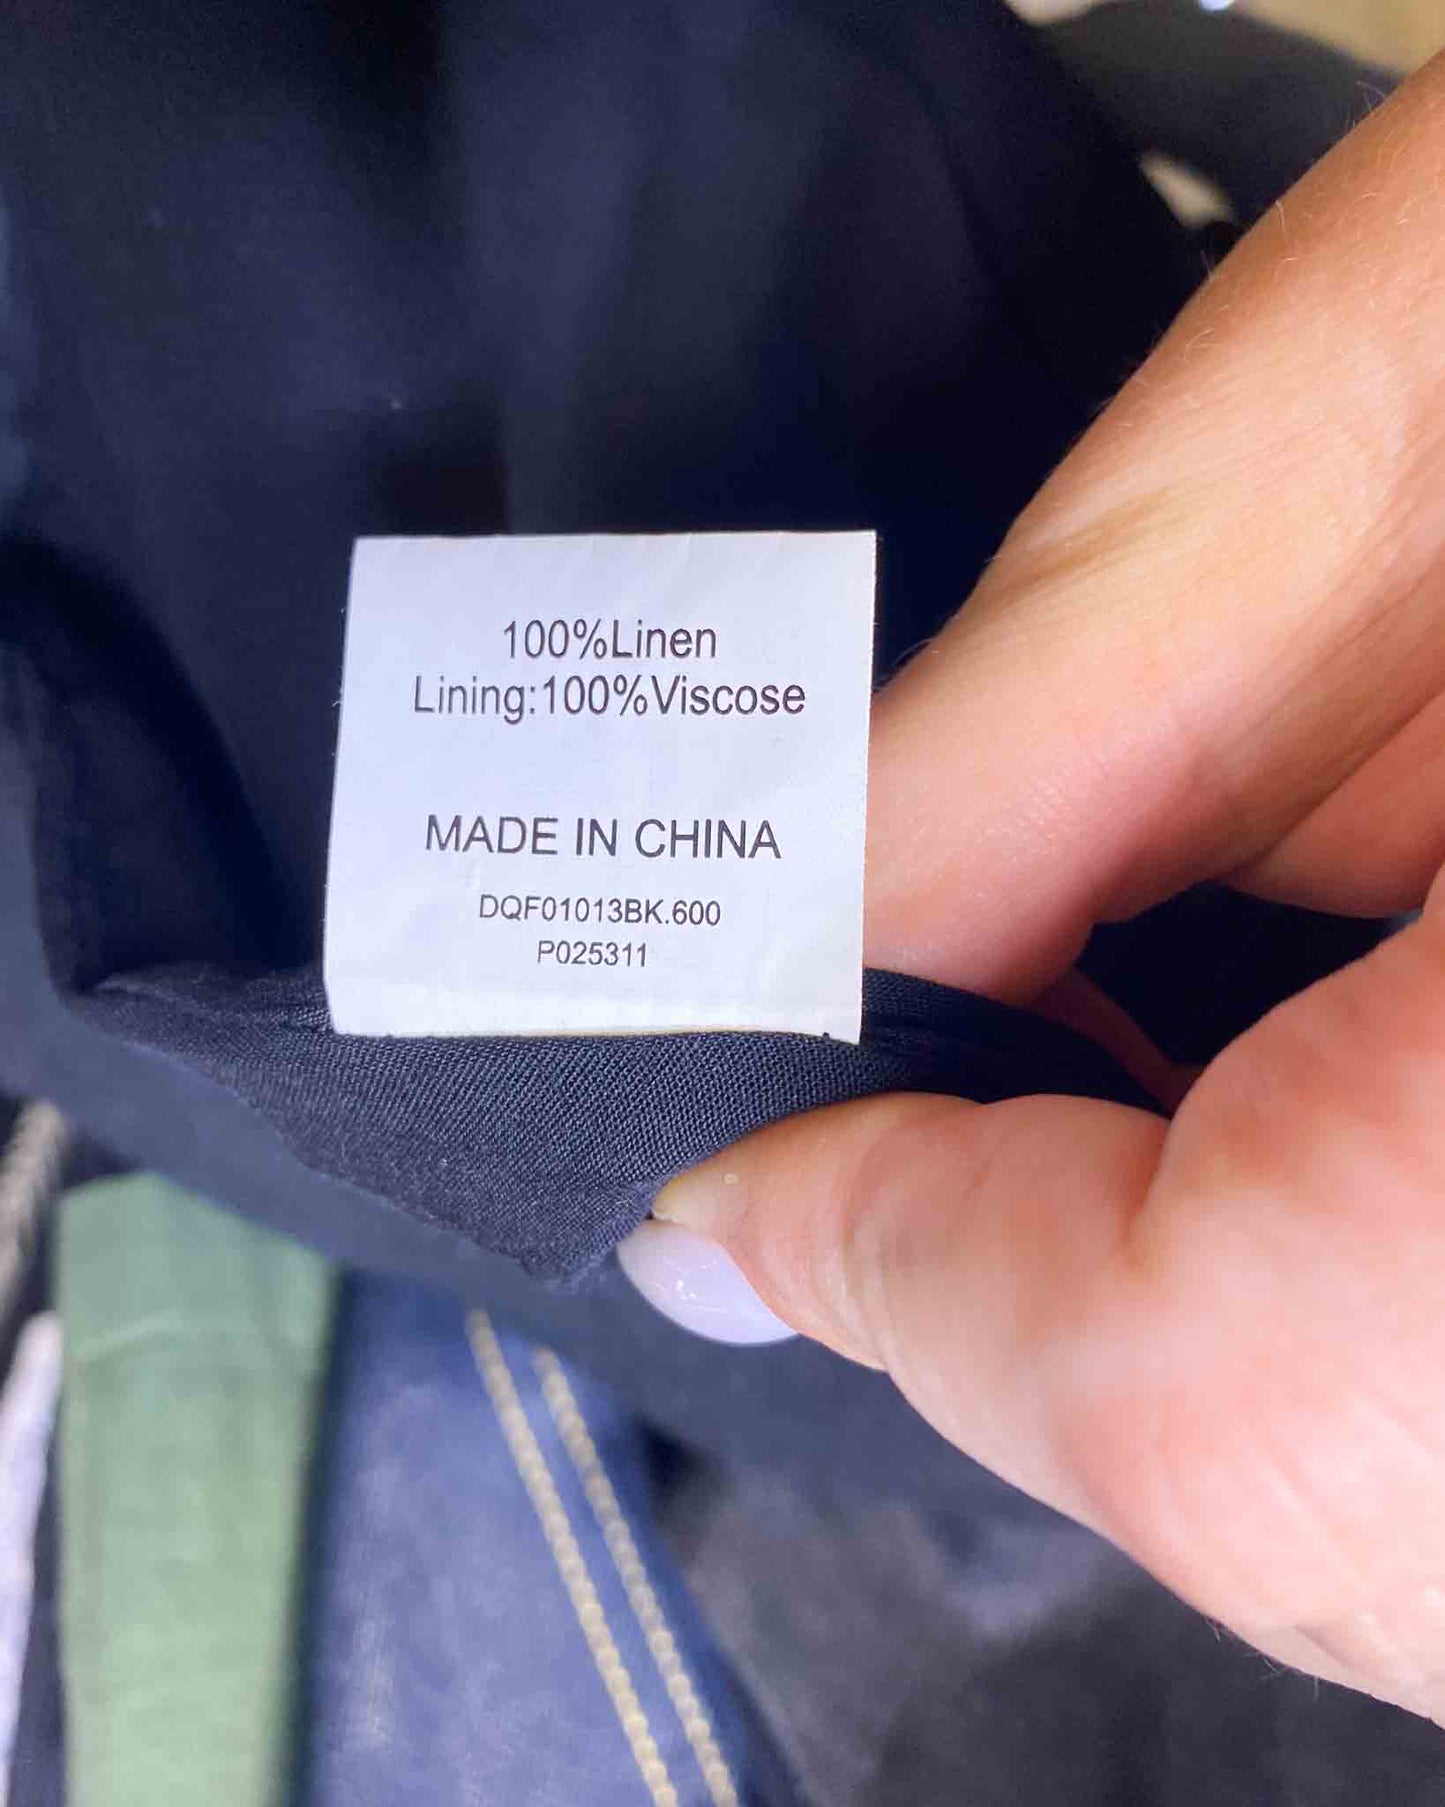 100%Linen
Lining:100%Viscose
MADE IN CHINA
DQF01013BK.600
P025311